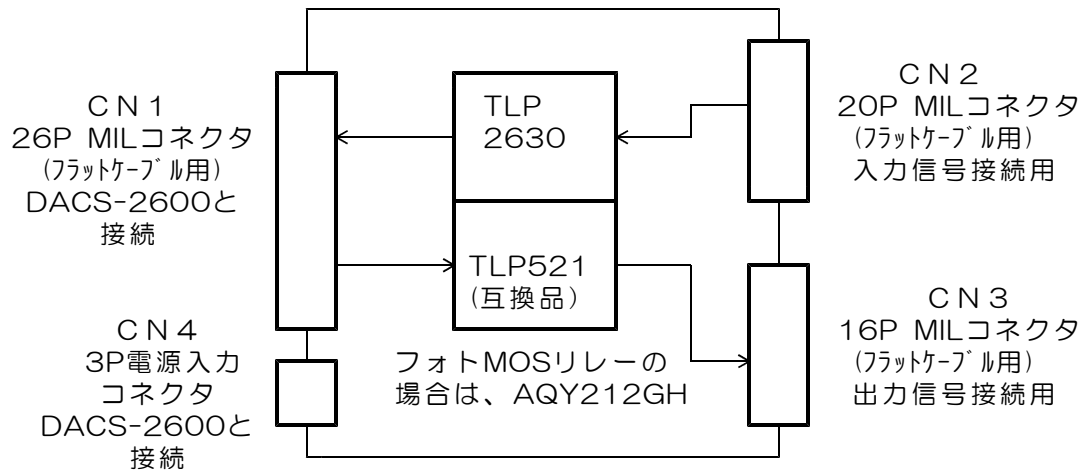 CN1
26P MILコネクタ
(フラットケーブル用)
DACS-2600と
接続
CN4
3P電源入力
コネクタ
DACS-2600と
接続
TLP
2630
TLP521
(互換品)
フォトMOSリレーの
場合は、AQY212GH
CN2
20P MILコネクタ
(フラットケーブル用)
入力信号接続用
CN3
16P MILコネクタ
(フラットケーブル用)
出力信号接続用